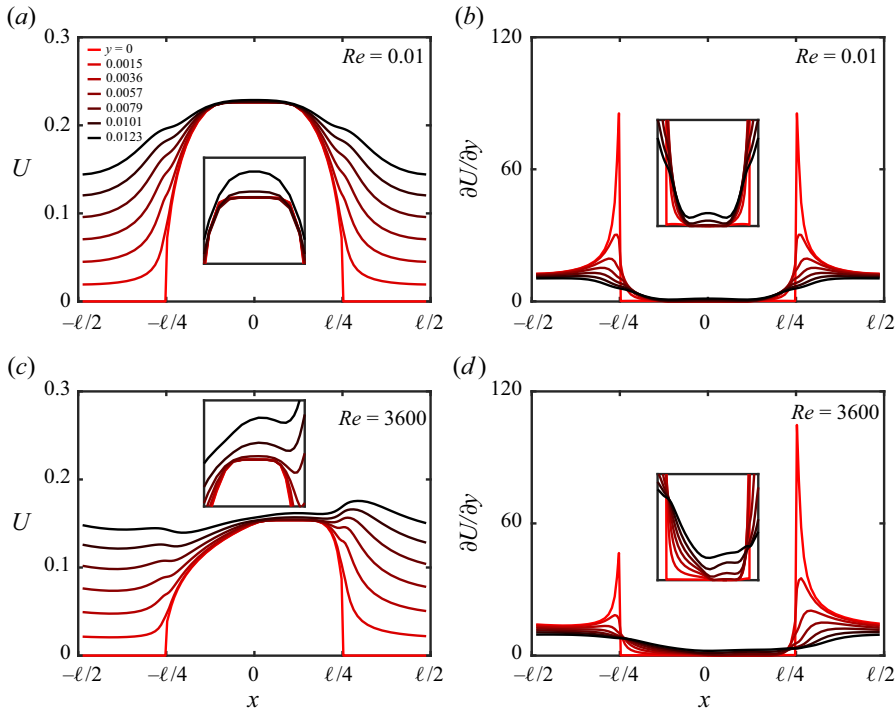 (a)
(b)
0.3
0.2
0.1
0
U
y = 0
0.0015
0.0036
0.0057
0.0079
0.0101
0.0123
Re = 0.01
−ℓ/2 −ℓ/4 0 ℓ/4 ℓ/2
120
60
0
∂U/∂y
Re = 0.01
−ℓ/2 −ℓ/4 0 ℓ/4 ℓ/2
(c)
(d)
0.3
0.2
0.1
0
U
Re = 3600
−ℓ/2 −ℓ/4 0 ℓ/4 ℓ/2
x
120
60
0
∂U/∂y
Re = 3600
−ℓ/2 −ℓ/4 0 ℓ/4 ℓ/2
x